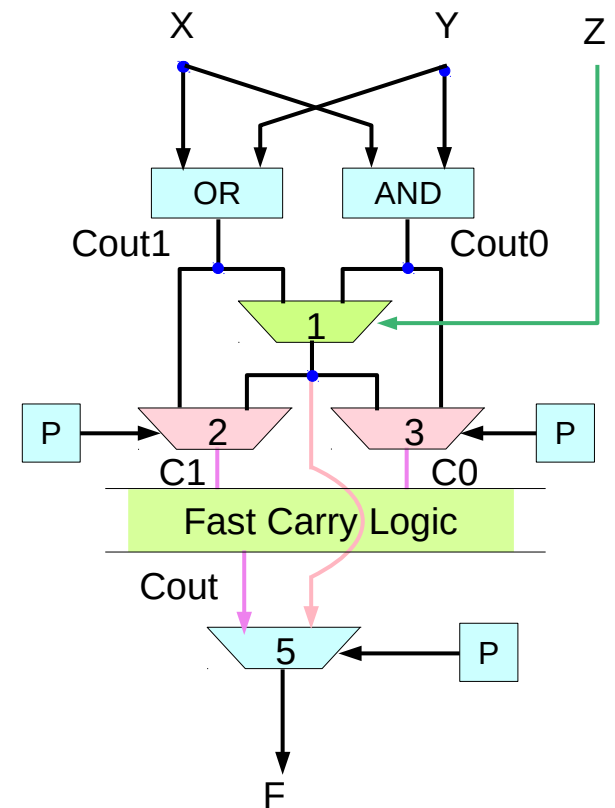 X Y Z
OR AND
Cout1 Cout0
1
P 2 3 P
C1 C0
Fast Carry Logic
Cout
5 P
F